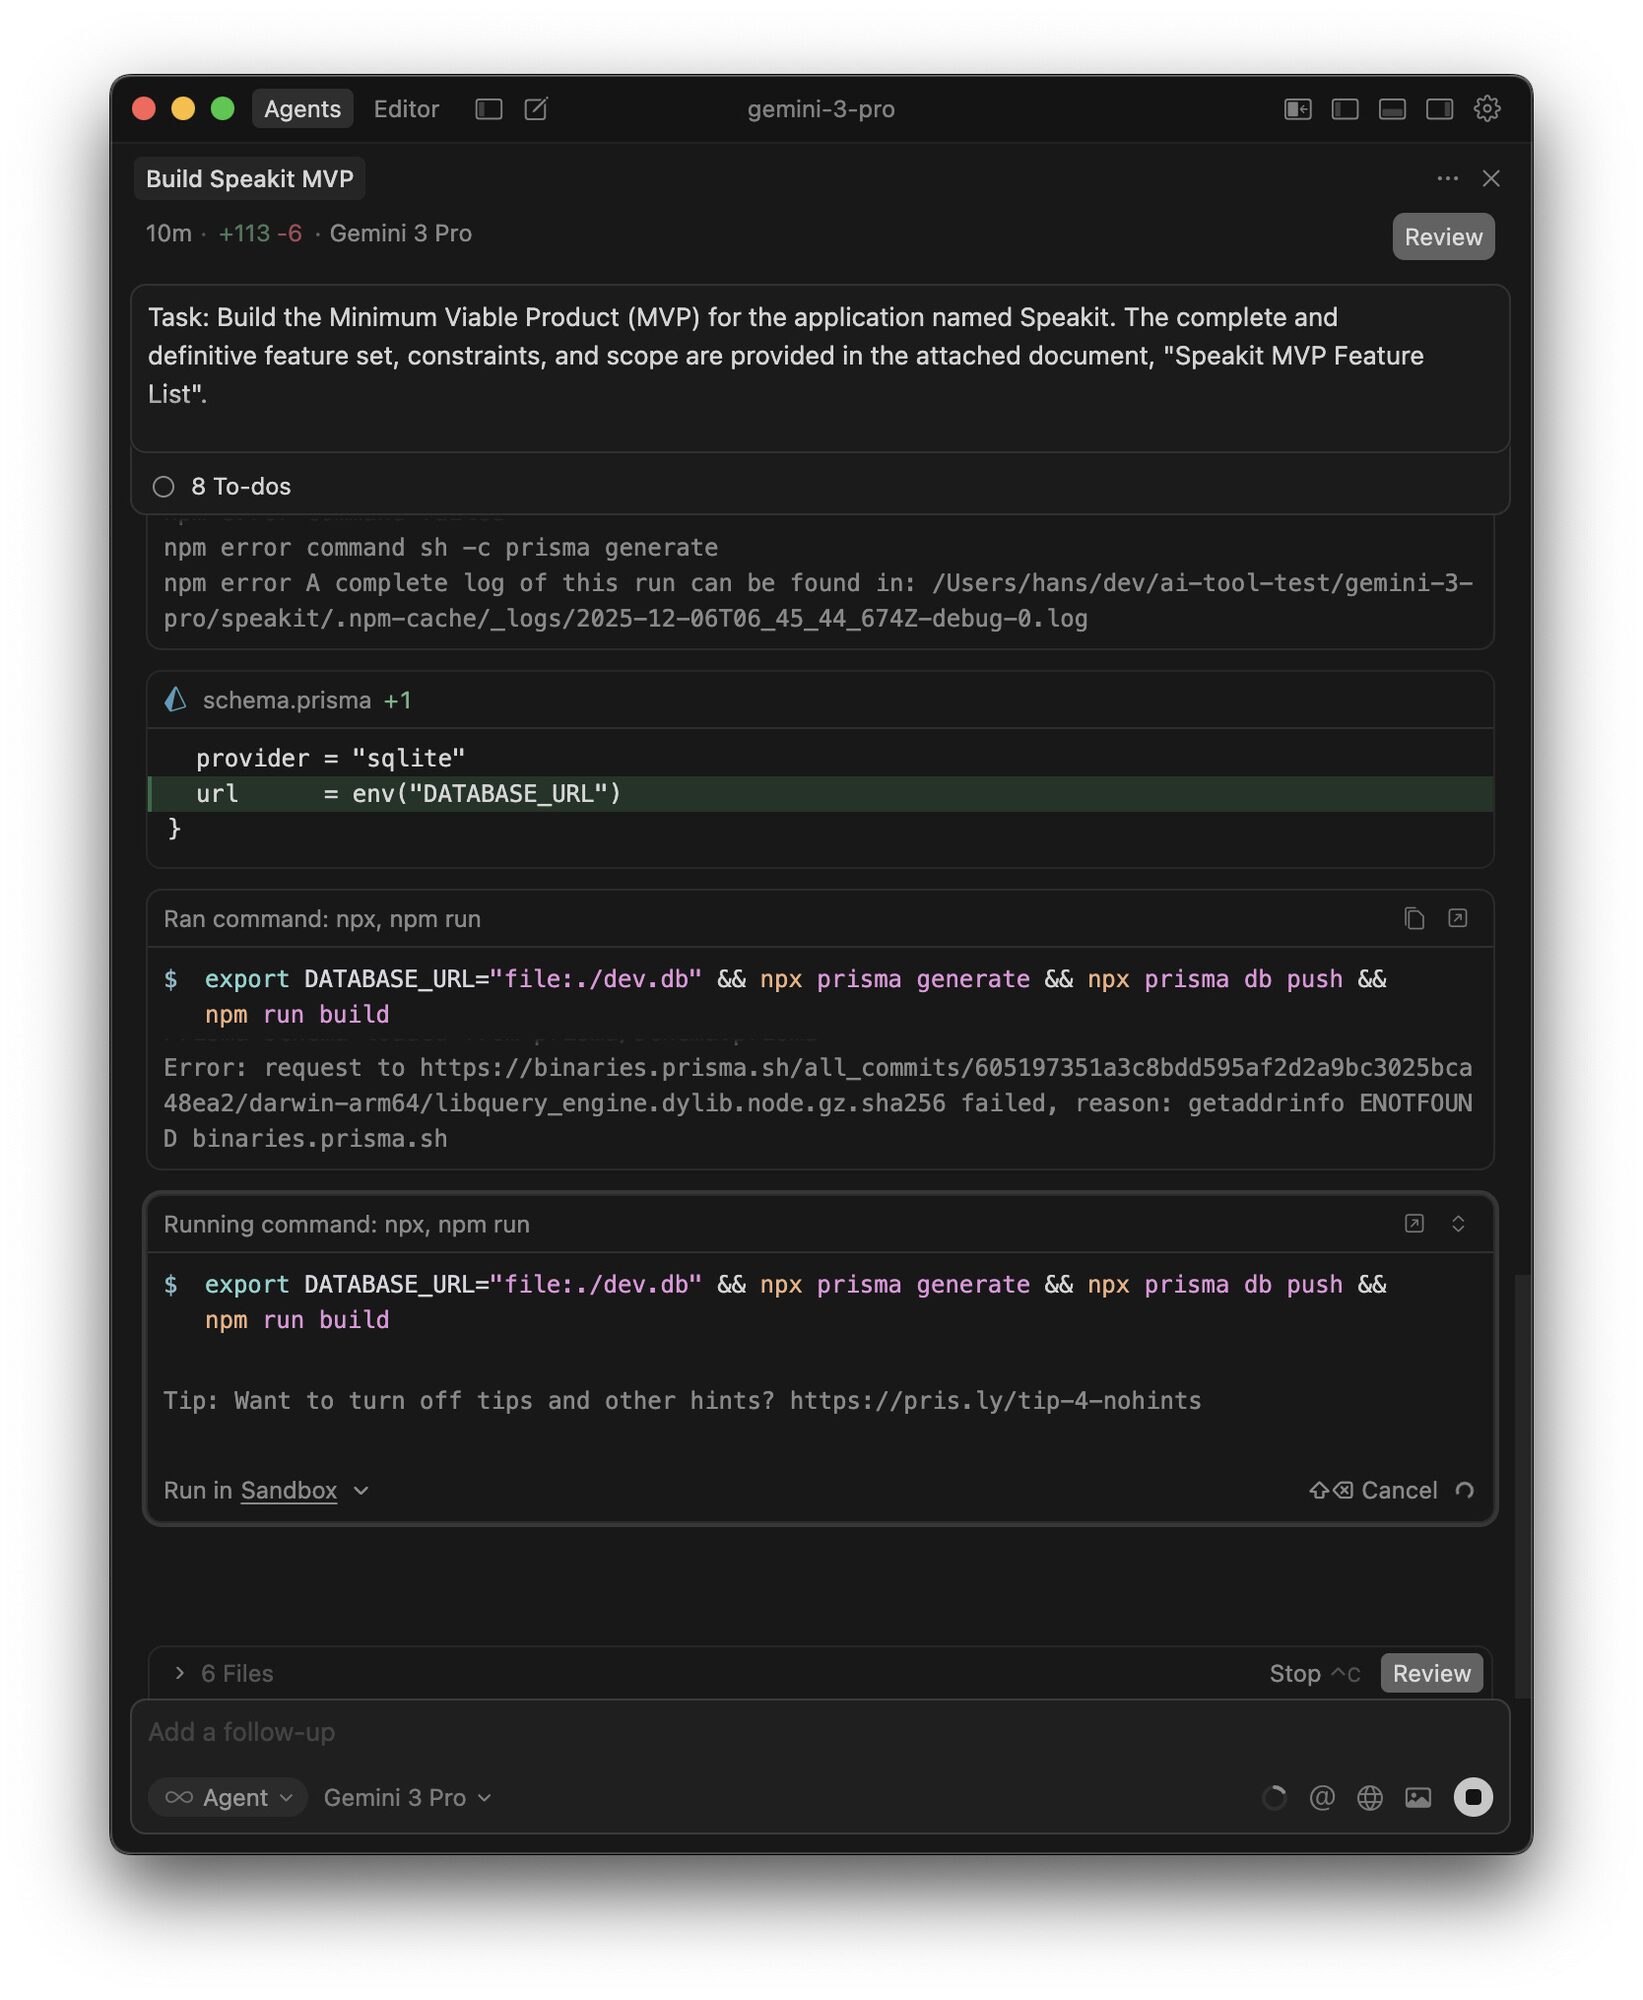 Agents Editor gemini-3-pro
Build Speakit MVP
10m · +113 -6 · Gemini 3 Pro
Review
Task: Build the Minimum Viable Product (MVP) for the application named Speakit. The complete and
definitive feature set, constraints, and scope are provided in the attached document, "Speakit MVP Feature
List".
8 To-dos
npm error command sh -c prisma generate
npm error A complete log of this run can be found in: /Users/hans/dev/ai-tool-test/gemini-3-
pro/speakit/.npm-cache/_logs/2025-12-06T06_45_44_674Z-debug-0.log
schema.prisma +1
provider = "sqlite"
url      = env("DATABASE_URL")
}
Ran command: npx, npm run
$ export DATABASE_URL="file:./dev.db" && npx prisma generate && npx prisma db push &&
npm run build
Error: request to https://binaries.prisma.sh/all_commits/605197351a3c8bdd595af2d2a9bc3025bca
48ea2/darwin-arm64/libquery_engine.dylib.node.gz.sha256 failed, reason: getaddrinfo ENOTFOUN
D binaries.prisma.sh
Running command: npx, npm run
$ export DATABASE_URL="file:./dev.db" && npx prisma generate && npx prisma db push &&
npm run build
Tip: Want to turn off tips and other hints? https://pris.ly/tip-4-nohints
Run in Sandbox Cancel
6 Files Stop ^C Review
Add a follow-up
Agent Gemini 3 Pro